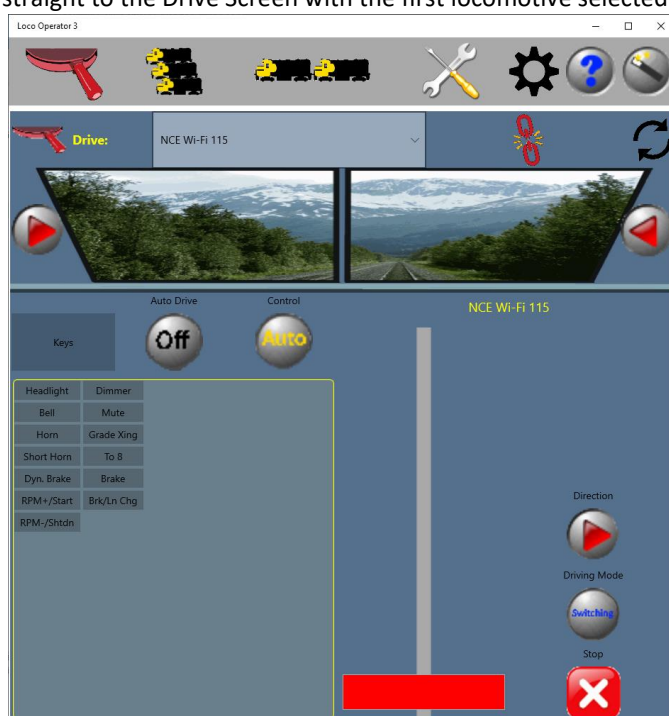 straight to the Drive Screen with the first locomotive selected
Loco Operator 3
Drive:
NCE Wi-Fi 115
Auto Drive
Control
NCE Wi-Fi 115
Keys
Off
Auto
Headlight Dimmer
Bell Mute
Horn Grade Xing
Short Horn To 8
Dyn. Brake Brake
RPM+/Start Brk/Ln Chg
RPM-/Shtdn
Direction
Driving Mode
Switching
Stop